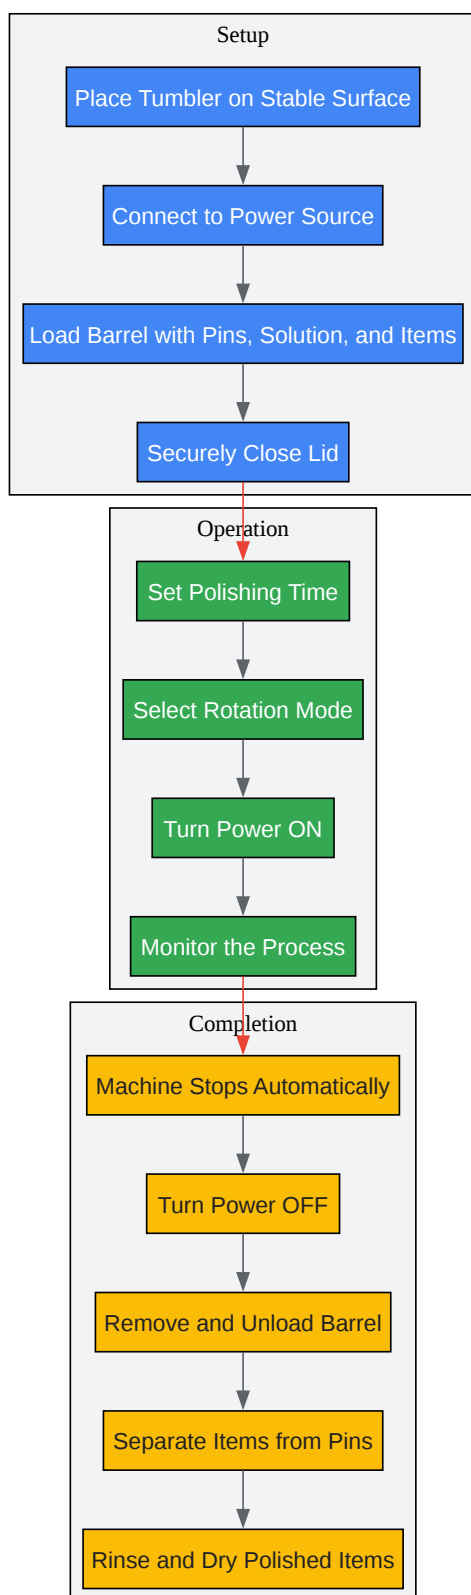 Setup
Place Tumbler on Stable Surface
Connect to Power Source
Load Barrel with Pins, Solution, and Items
Securely Close Lid
Operation
Set Polishing Time
Select Rotation Mode
Turn Power ON
Monitor the Process
Completion
Machine Stops Automatically
Turn Power OFF
Remove and Unload Barrel
Separate Items from Pins
Rinse and Dry Polished Items